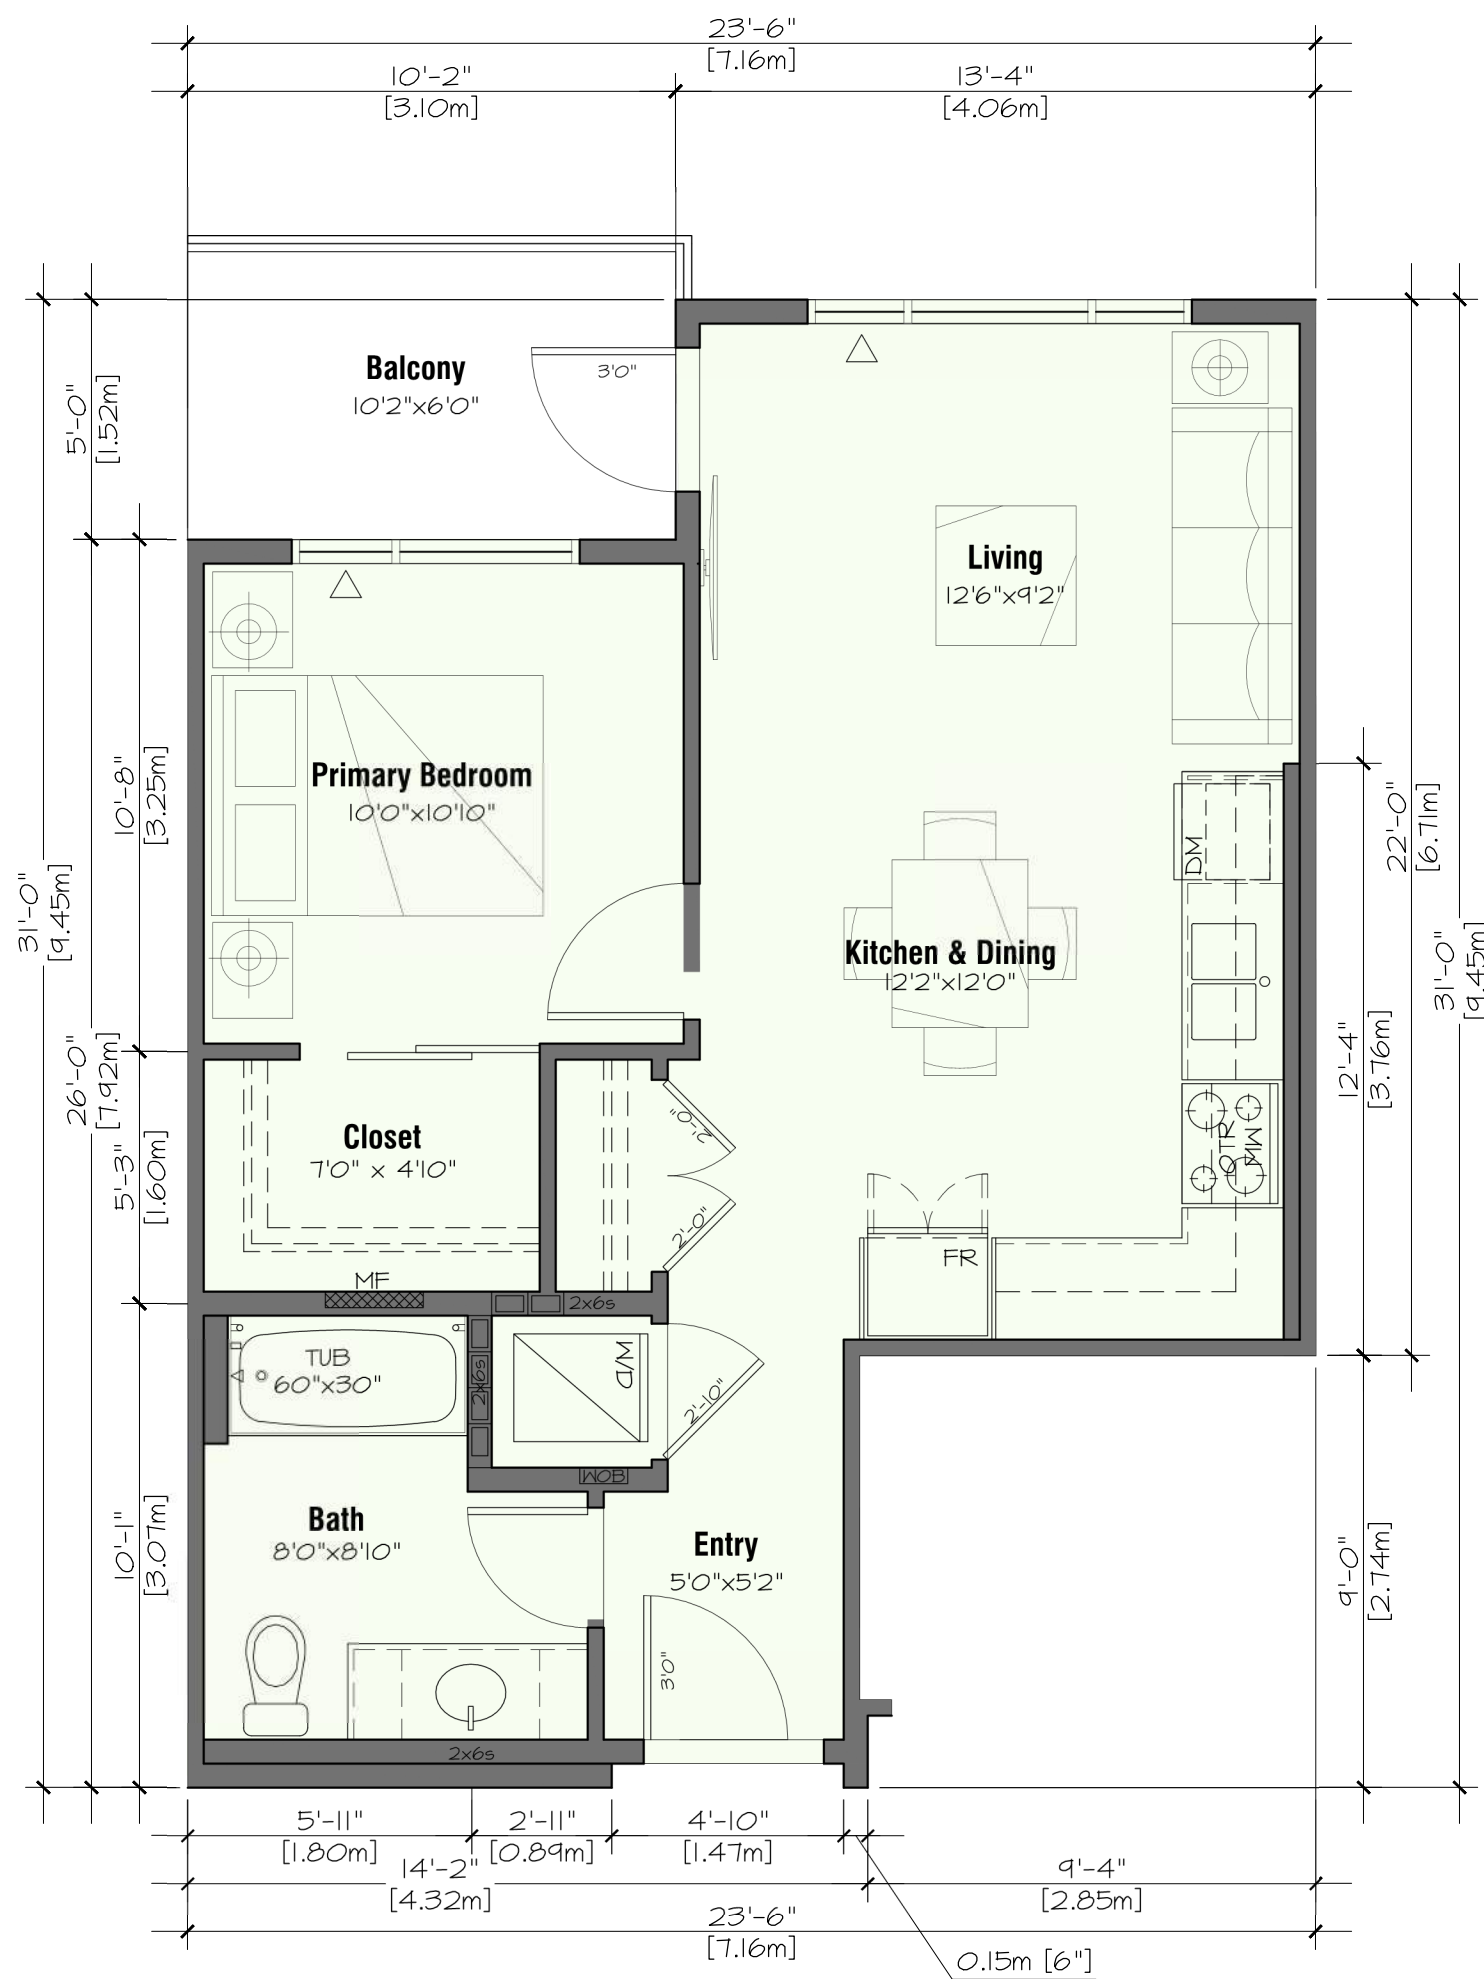 23'-6"
[7.16m]
10'-2"
[3.10m]
13'-4"
[4.06m]
Balcony
10'2"x6'0"
3'0"
5'-0"
[1.52m]
Living
12'6"x9'2"
Primary Bedroom
10'0"x10'10"
10'-8"
[3.25m]
DW
22'-0"
[6.71m]
31'-0"
[9.45m]
Kitchen & Dining
12'2"x12'0"
31'-0"
[9.45m]
26'-0"
[7.92m]
12'-4"
[3.76m]
Closet
7'0" x 4'10"
5'-3"
[1.60m]
2'-0"
2'-0"
OTR
MW
FR
MF
2x6s
TUB
60"x30"
2x6s
W/D
2'-10"
WOB
Bath
8'0"x8'10"
10'-1"
[3.07m]
Entry
5'0"x5'2"
3'0"
9'-0"
[2.74m]
2x6s
5'-11"
[1.80m]
2'-11"
[0.89m]
4'-10"
[1.47m]
14'-2"
[4.32m]
9'-4"
[2.85m]
23'-6"
[7.16m]
0.15m [6"]